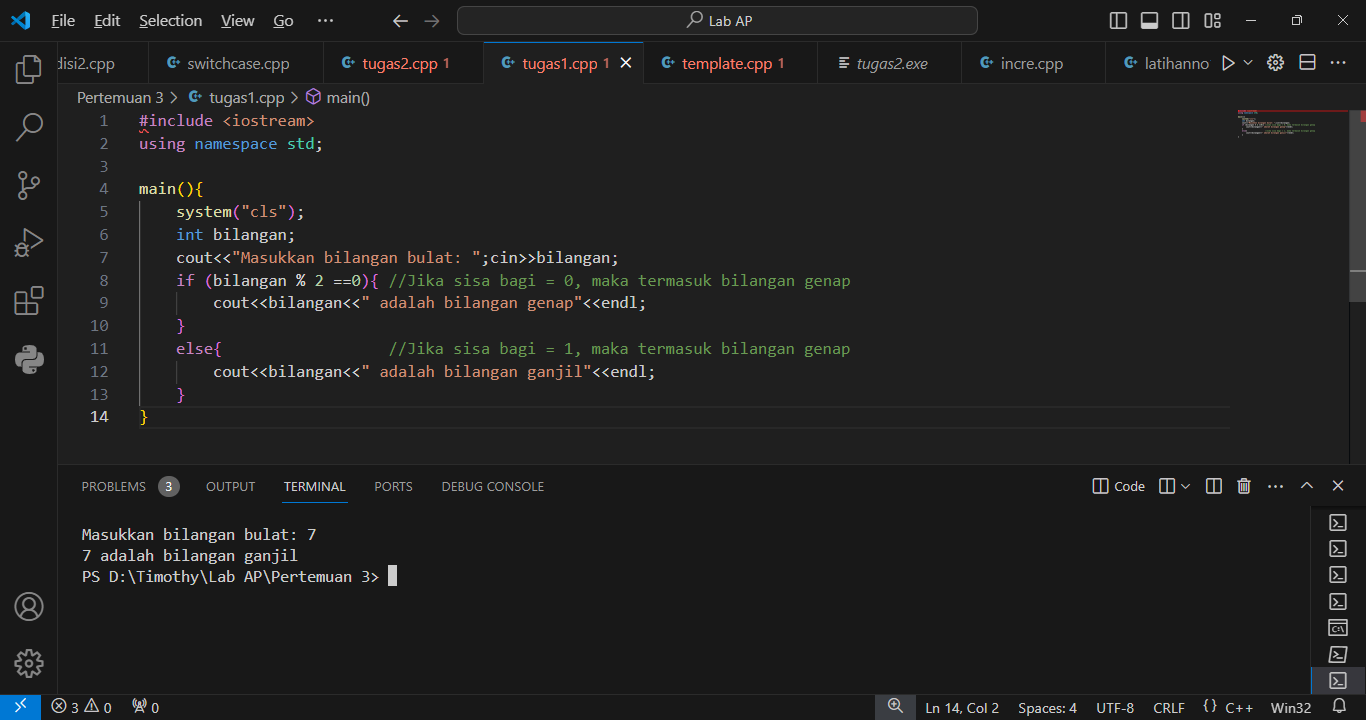 File Edit Selection View Go ··· Lab AP
disi2.cpp switchcase.cpp tugas2.cpp 1 tugas1.cpp 1 template.cpp 1 tugas2.exe incre.cpp latihanno
Pertemuan 3 > tugas1.cpp > main()
1 #include <iostream>
2 using namespace std;
3
4 main(){
5 system("cls");
6 int bilangan;
7 cout<<"Masukkan bilangan bulat: ";cin>>bilangan;
8 if (bilangan % 2 ==0){ //Jika sisa bagi = 0, maka termasuk bilangan genap
9 cout<<bilangan<<" adalah bilangan genap"<<endl;
10 }
11 else{ //Jika sisa bagi = 1, maka termasuk bilangan genap
12 cout<<bilangan<<" adalah bilangan ganjil"<<endl;
13 }
14 }
PROBLEMS 3 OUTPUT TERMINAL PORTS DEBUG CONSOLE Code
Masukkan bilangan bulat: 7
7 adalah bilangan ganjil
PS D:\Timothy\Lab AP\Pertemuan 3>
3 0 0 Ln 14, Col 2 Spaces: 4 UTF-8 CRLF {} C++ Win32